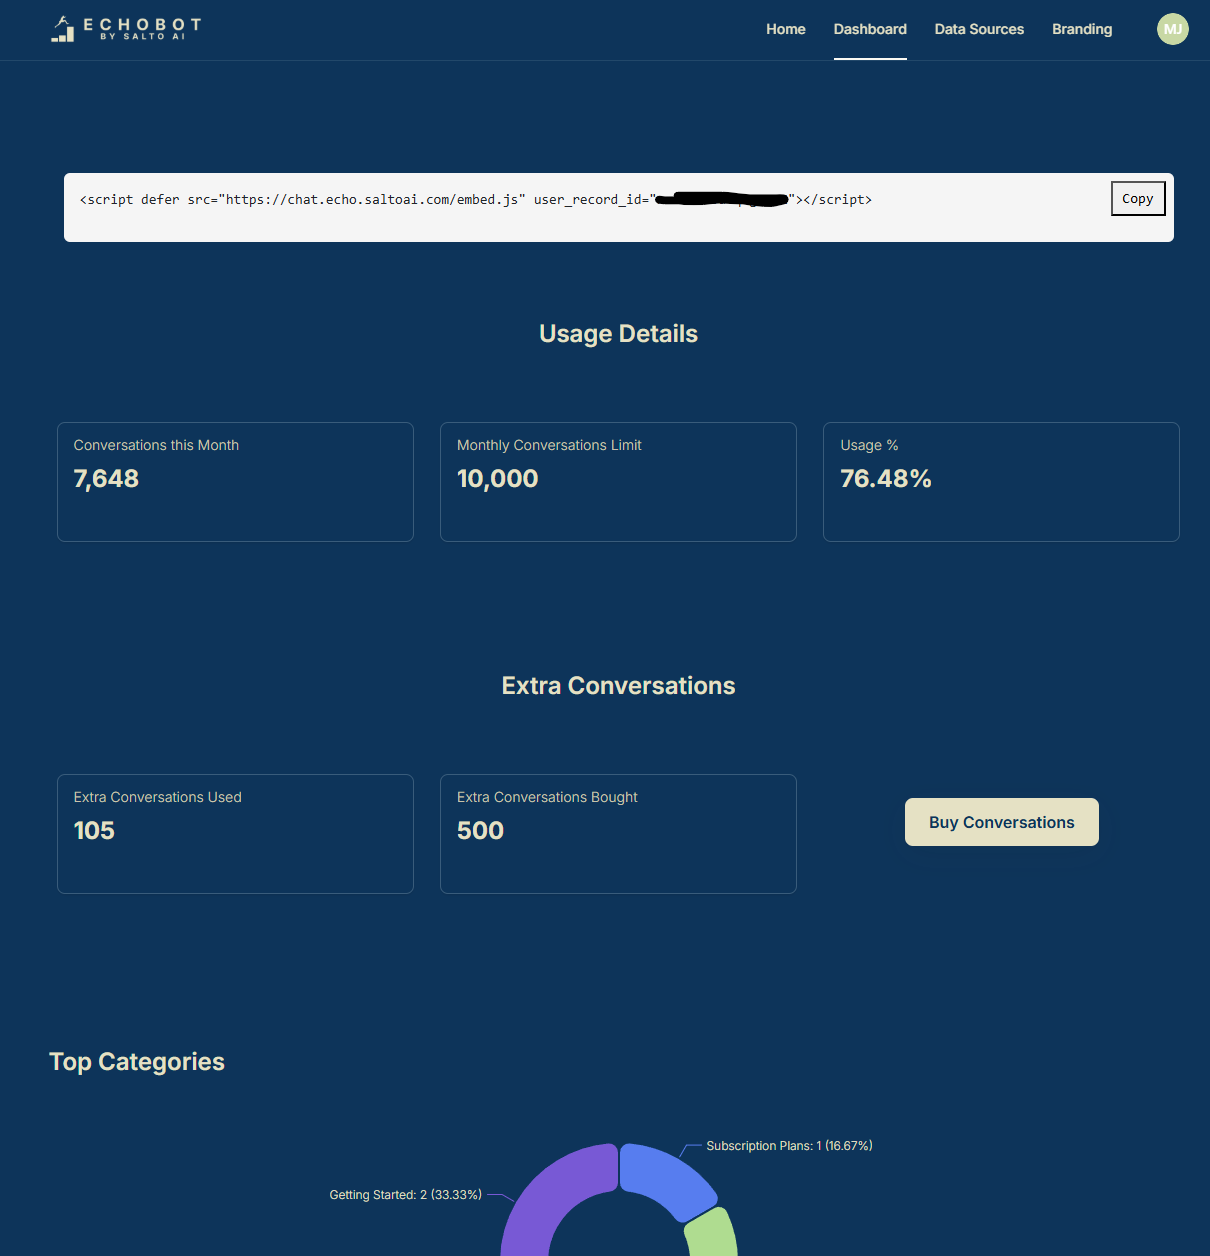 ECHOBOT
BY SALTO AI
Home
Dashboard
Data Sources
Branding
MJ
<script defer src="https://chat.echo.saltoai.com/embed.js" user_record_id=" "></script>
Copy
Usage Details
Conversations this Month
7,648
Monthly Conversations Limit
10,000
Usage %
76.48%
Extra Conversations
Extra Conversations Used
105
Extra Conversations Bought
500
Buy Conversations
Top Categories
Subscription Plans: 1 (16.67%)
Getting Started: 2 (33.33%)